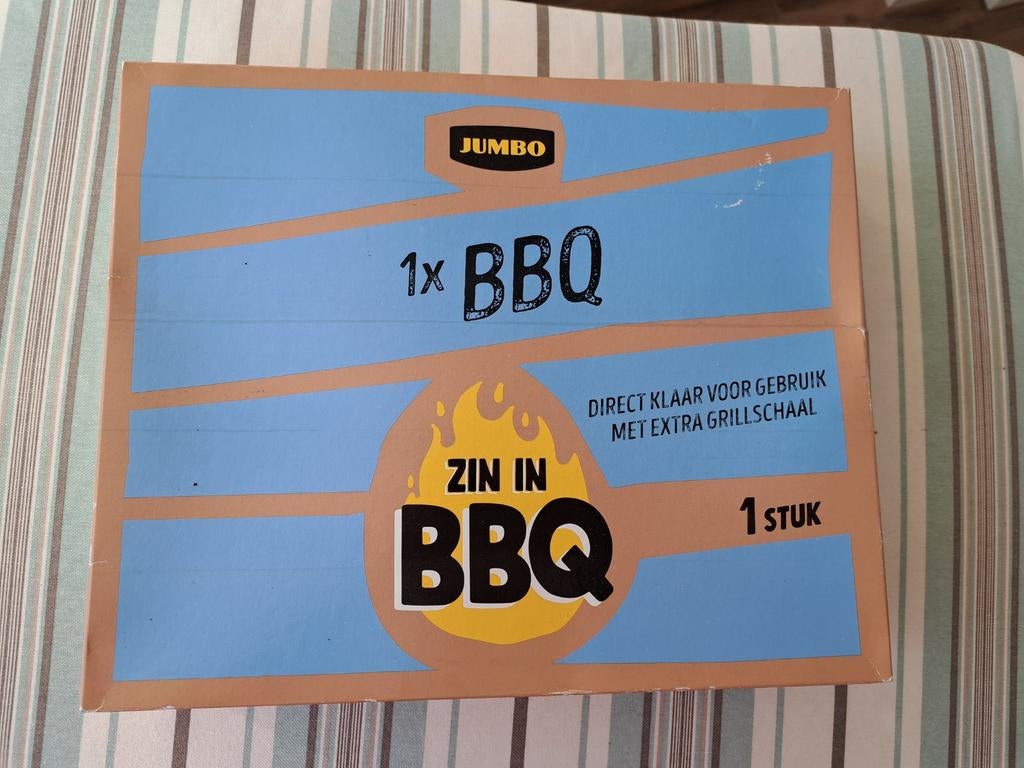 JUMBO
1x BBQ
DIRECT KLAAR VOOR GEBRUIK
MET EXTRA GRILLSCHAAL
ZIN IN
BBQ
1 STUK